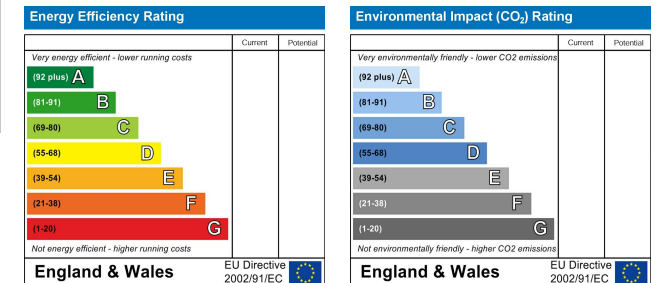 Energy Efficiency Rating
Current Potential
Very energy efficient - lower running costs
(92 plus) A
(81-91) B
(69-80) C
(55-68) D
(39-54) E
(21-38) F
(1-20) G
Not energy efficient - higher running costs
England & Wales
EU Directive
2002/91/EC
Environmental Impact (CO₂) Rating
Current Potential
Very environmentally friendly - lower CO2 emissions
(92 plus) A
(81-91) B
(69-80) C
(55-68) D
(39-54) E
(21-38) F
(1-20) G
Not environmentally friendly - higher CO2 emissions
England & Wales
EU Directive
2002/91/EC